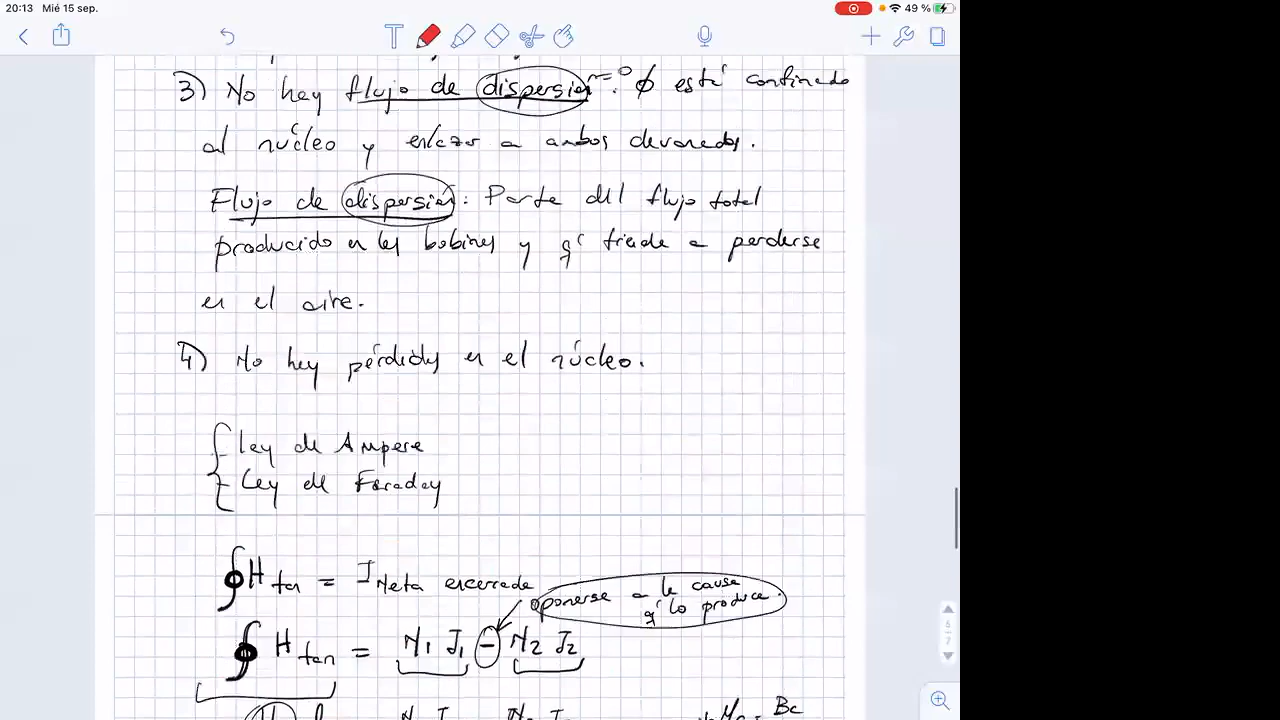 20:13 Mié 15 sep.
49 %
3) No hay flujo de dispersión ≈ 0. ϕ está confinado
al núcleo y enlazar a ambos devanados.
Flujo de dispersión: Parte del flujo total
producido en las bobinas y q' tiende a perderse
en el aire.
4) No hay pérdidas en el núcleo.
Ley de Ampere
Ley de Faraday
∮ H tan = I Neta encerrada
oponerse a la causa
q' lo produce.
∮ H tan = N1 I1 - N2 I2
Bc